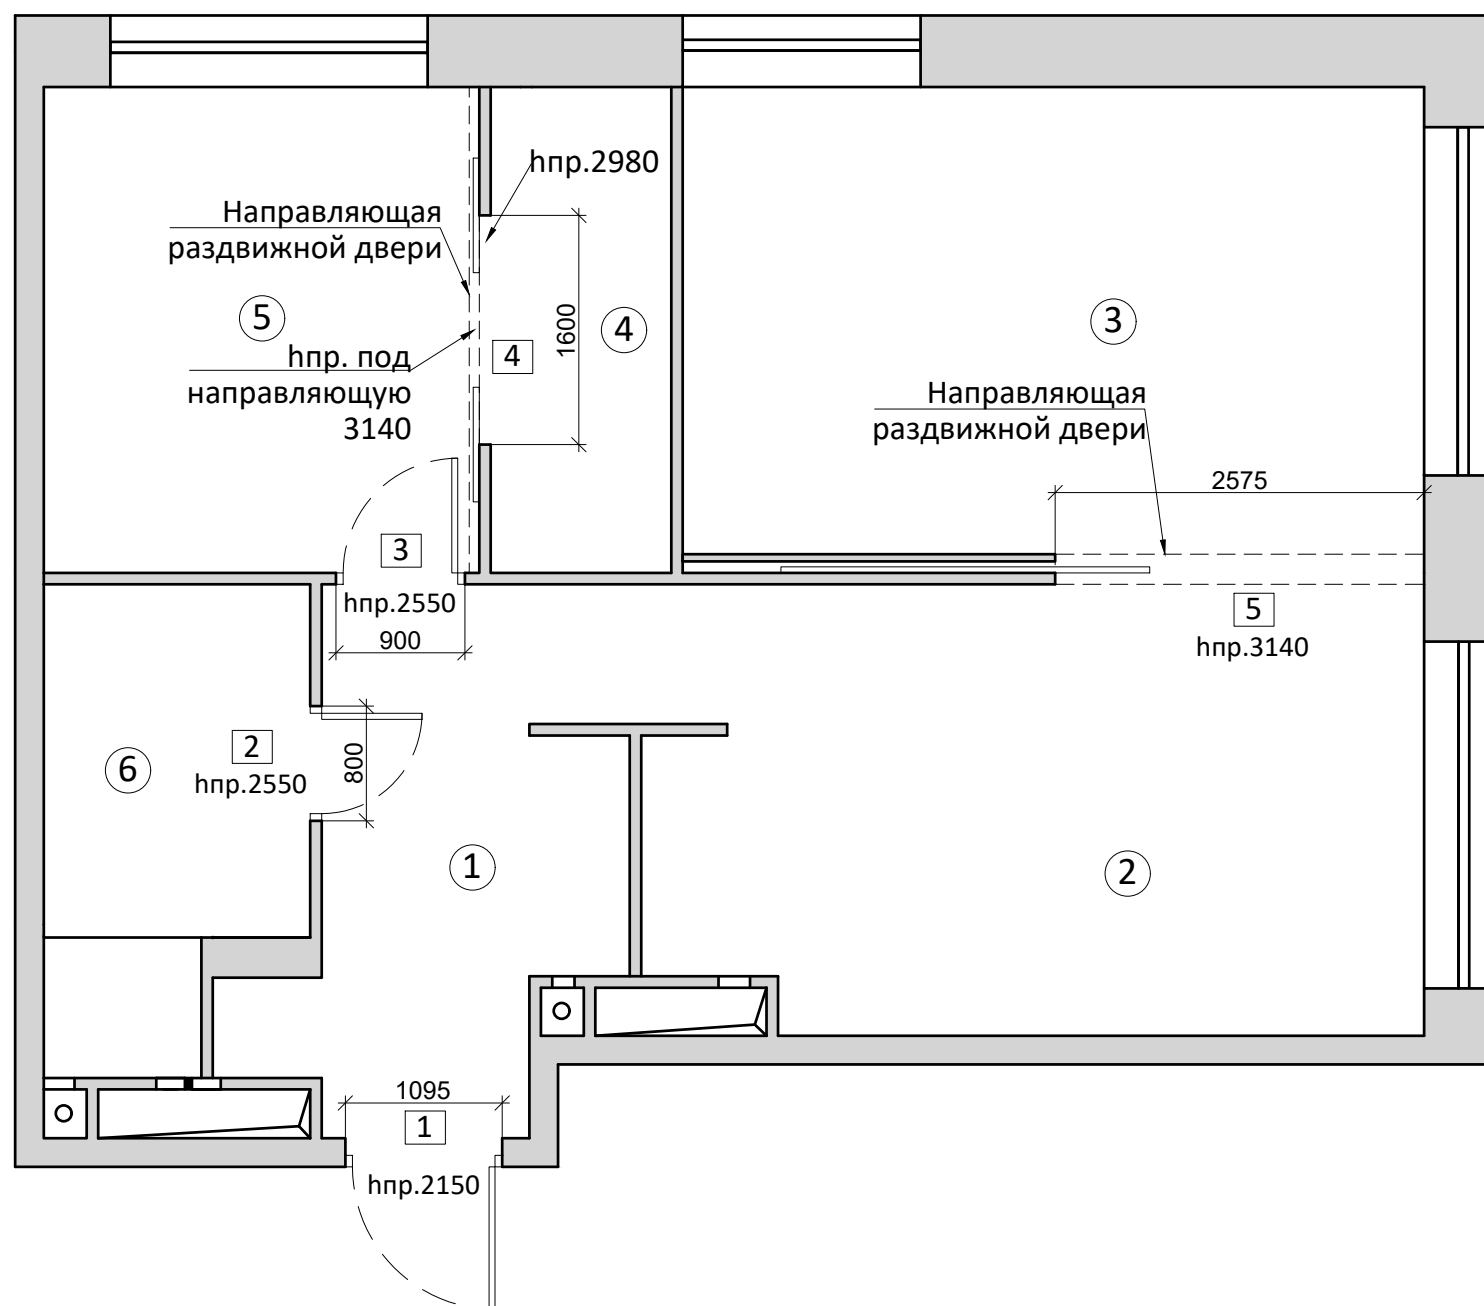 hпр.2980
Направляющая
раздвижной двери
5
1600
4
3
hпр. под
направляющую
3140
4
Направляющая
раздвижной двери
2575
3
hпр.2550
900
5
hпр.3140
2
hпр.2550
800
6
1
2
1095
1
hпр.2150